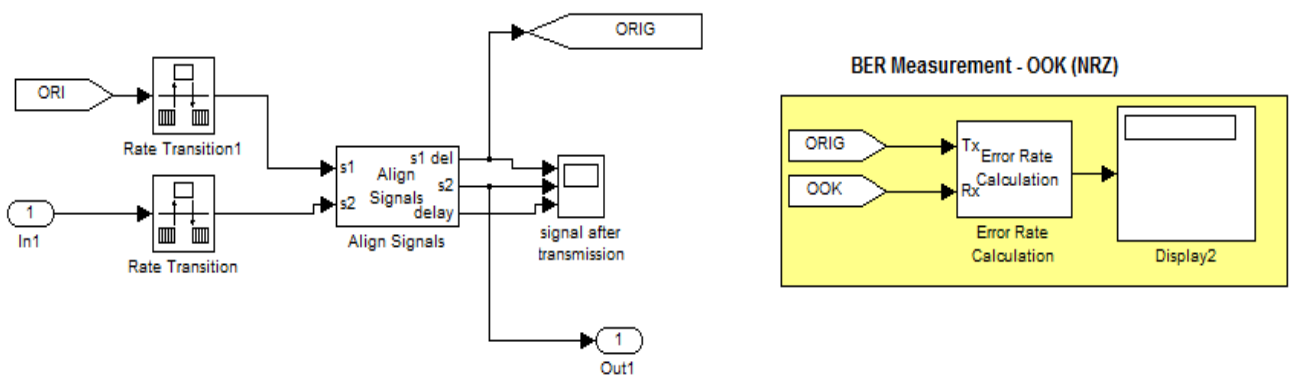 ORIG
ORI
Rate Transition1
1
In1
Rate Transition
s1
s2
Align
Signals
s1 del
s2
delay
Align Signals
signal after
transmission
1
Out1
BER Measurement - OOK (NRZ)
ORIG
OOK
Tx
Rx
Error Rate
Calculation
Error Rate
Calculation
Display2